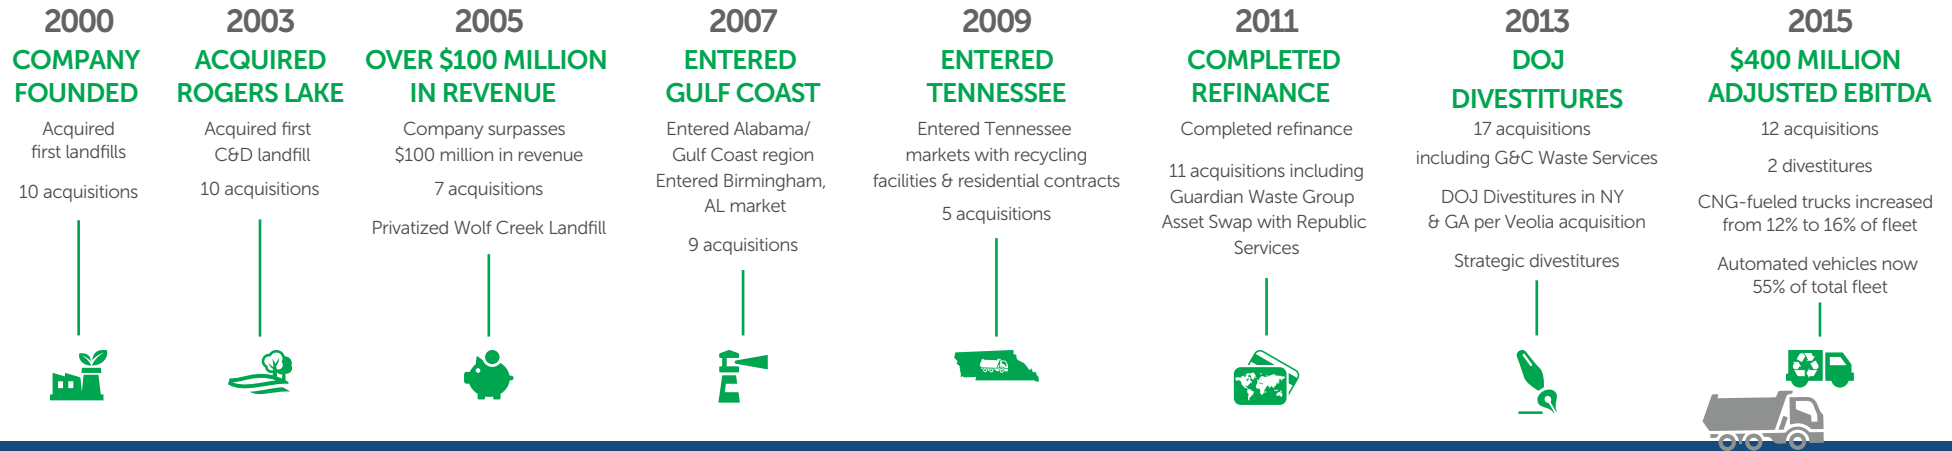 2000
COMPANY
FOUNDED
Acquired
first landfills
10 acquisitions
2003
ACQUIRED
ROGERS LAKE
Acquired first
C&D landfill
10 acquisitions
2005
OVER $100 MILLION
IN REVENUE
Company surpasses
$100 million in revenue
7 acquisitions
Privatized Wolf Creek Landfill
2007
ENTERED
GULF COAST
Entered Alabama/
Gulf Coast region
Entered Birmingham,
AL market
9 acquisitions
2009
ENTERED
TENNESSEE
Entered Tennessee
markets with recycling
facilities & residential contracts
5 acquisitions
2011
COMPLETED
REFINANCE
Completed refinance
11 acquisitions including
Guardian Waste Group
Asset Swap with Republic
Services
2013
DOJ
DIVESTITURES
17 acquisitions
including G&C Waste Services
DOJ Divestitures in NY
& GA per Veolia acquisition
Strategic divestitures
2015
$400 MILLION
ADJUSTED EBITDA
12 acquisitions
2 divestitures
CNG-fueled trucks increased
from 12% to 16% of fleet
Automated vehicles now
55% of total fleet